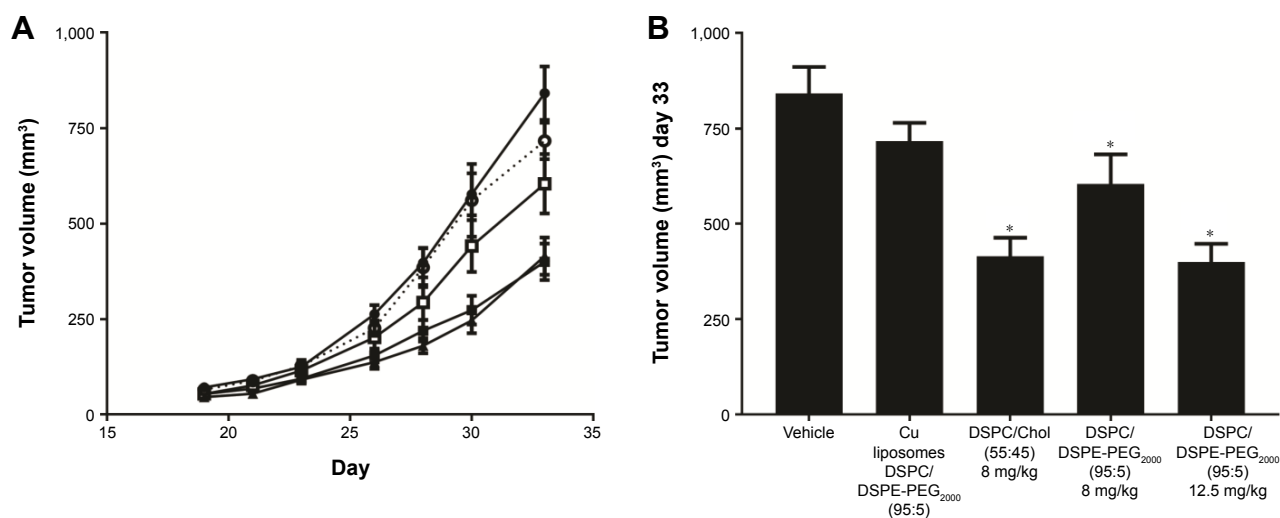 A
1,000
750
500
250
0
Tumor volume (mm³)
15
20
25
30
35
Day
B
1,000
750
500
250
0
Tumor volume (mm³) day 33
*
*
*
Vehicle
Cu
liposomes
DSPC/
DSPE-PEG₂₀₀₀
(95:5)
DSPC/Chol
(55:45)
8 mg/kg
DSPC/
DSPE-PEG₂₀₀₀
(95:5)
8 mg/kg
DSPC/
DSPE-PEG₂₀₀₀
(95:5)
12.5 mg/kg